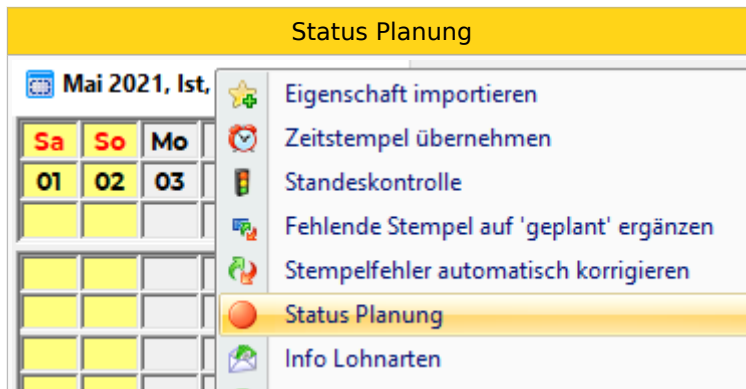 Status Planung
Mai 2021, Ist,
Eigenschaft importieren
Sa So Mo
Zeitstempel übernehmen
01 02 03
Standeskontrolle
Fehlende Stempel auf 'geplant' ergänzen
Stempelfehler automatisch korrigieren
Status Planung
Info Lohnarten